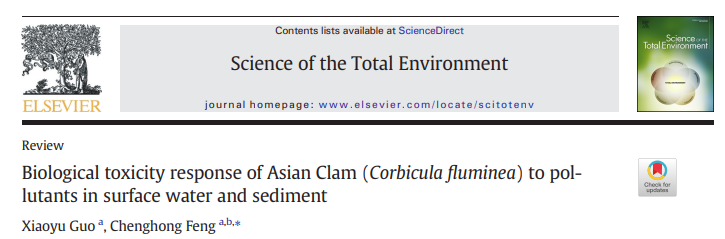 Contents lists available at ScienceDirect
Science of the Total Environment
journal homepage: www.elsevier.com/locate/scitotenv
ELSEVIER
Science of the
Total Environment
Review
Biological toxicity response of Asian Clam (Corbicula fluminea) to pol-
lutants in surface water and sediment
Check for
updates
Xiaoyu Guo a, Chenghong Feng a,b,*